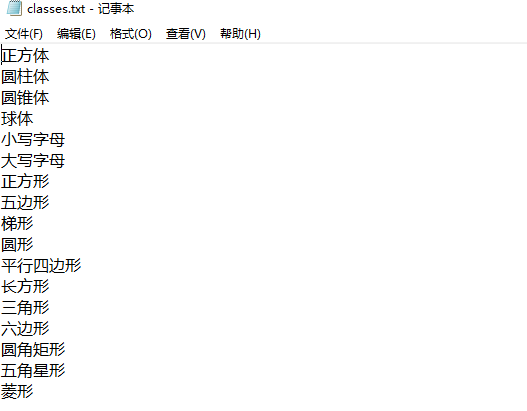 classes.txt - 记事本
文件(F) 编辑(E) 格式(O) 查看(V) 帮助(H)
正方体
圆柱体
圆锥体
球体
小写字母
大写字母
正方形
五边形
梯形
圆形
平行四边形
长方形
三角形
六边形
圆角矩形
五角星形
菱形